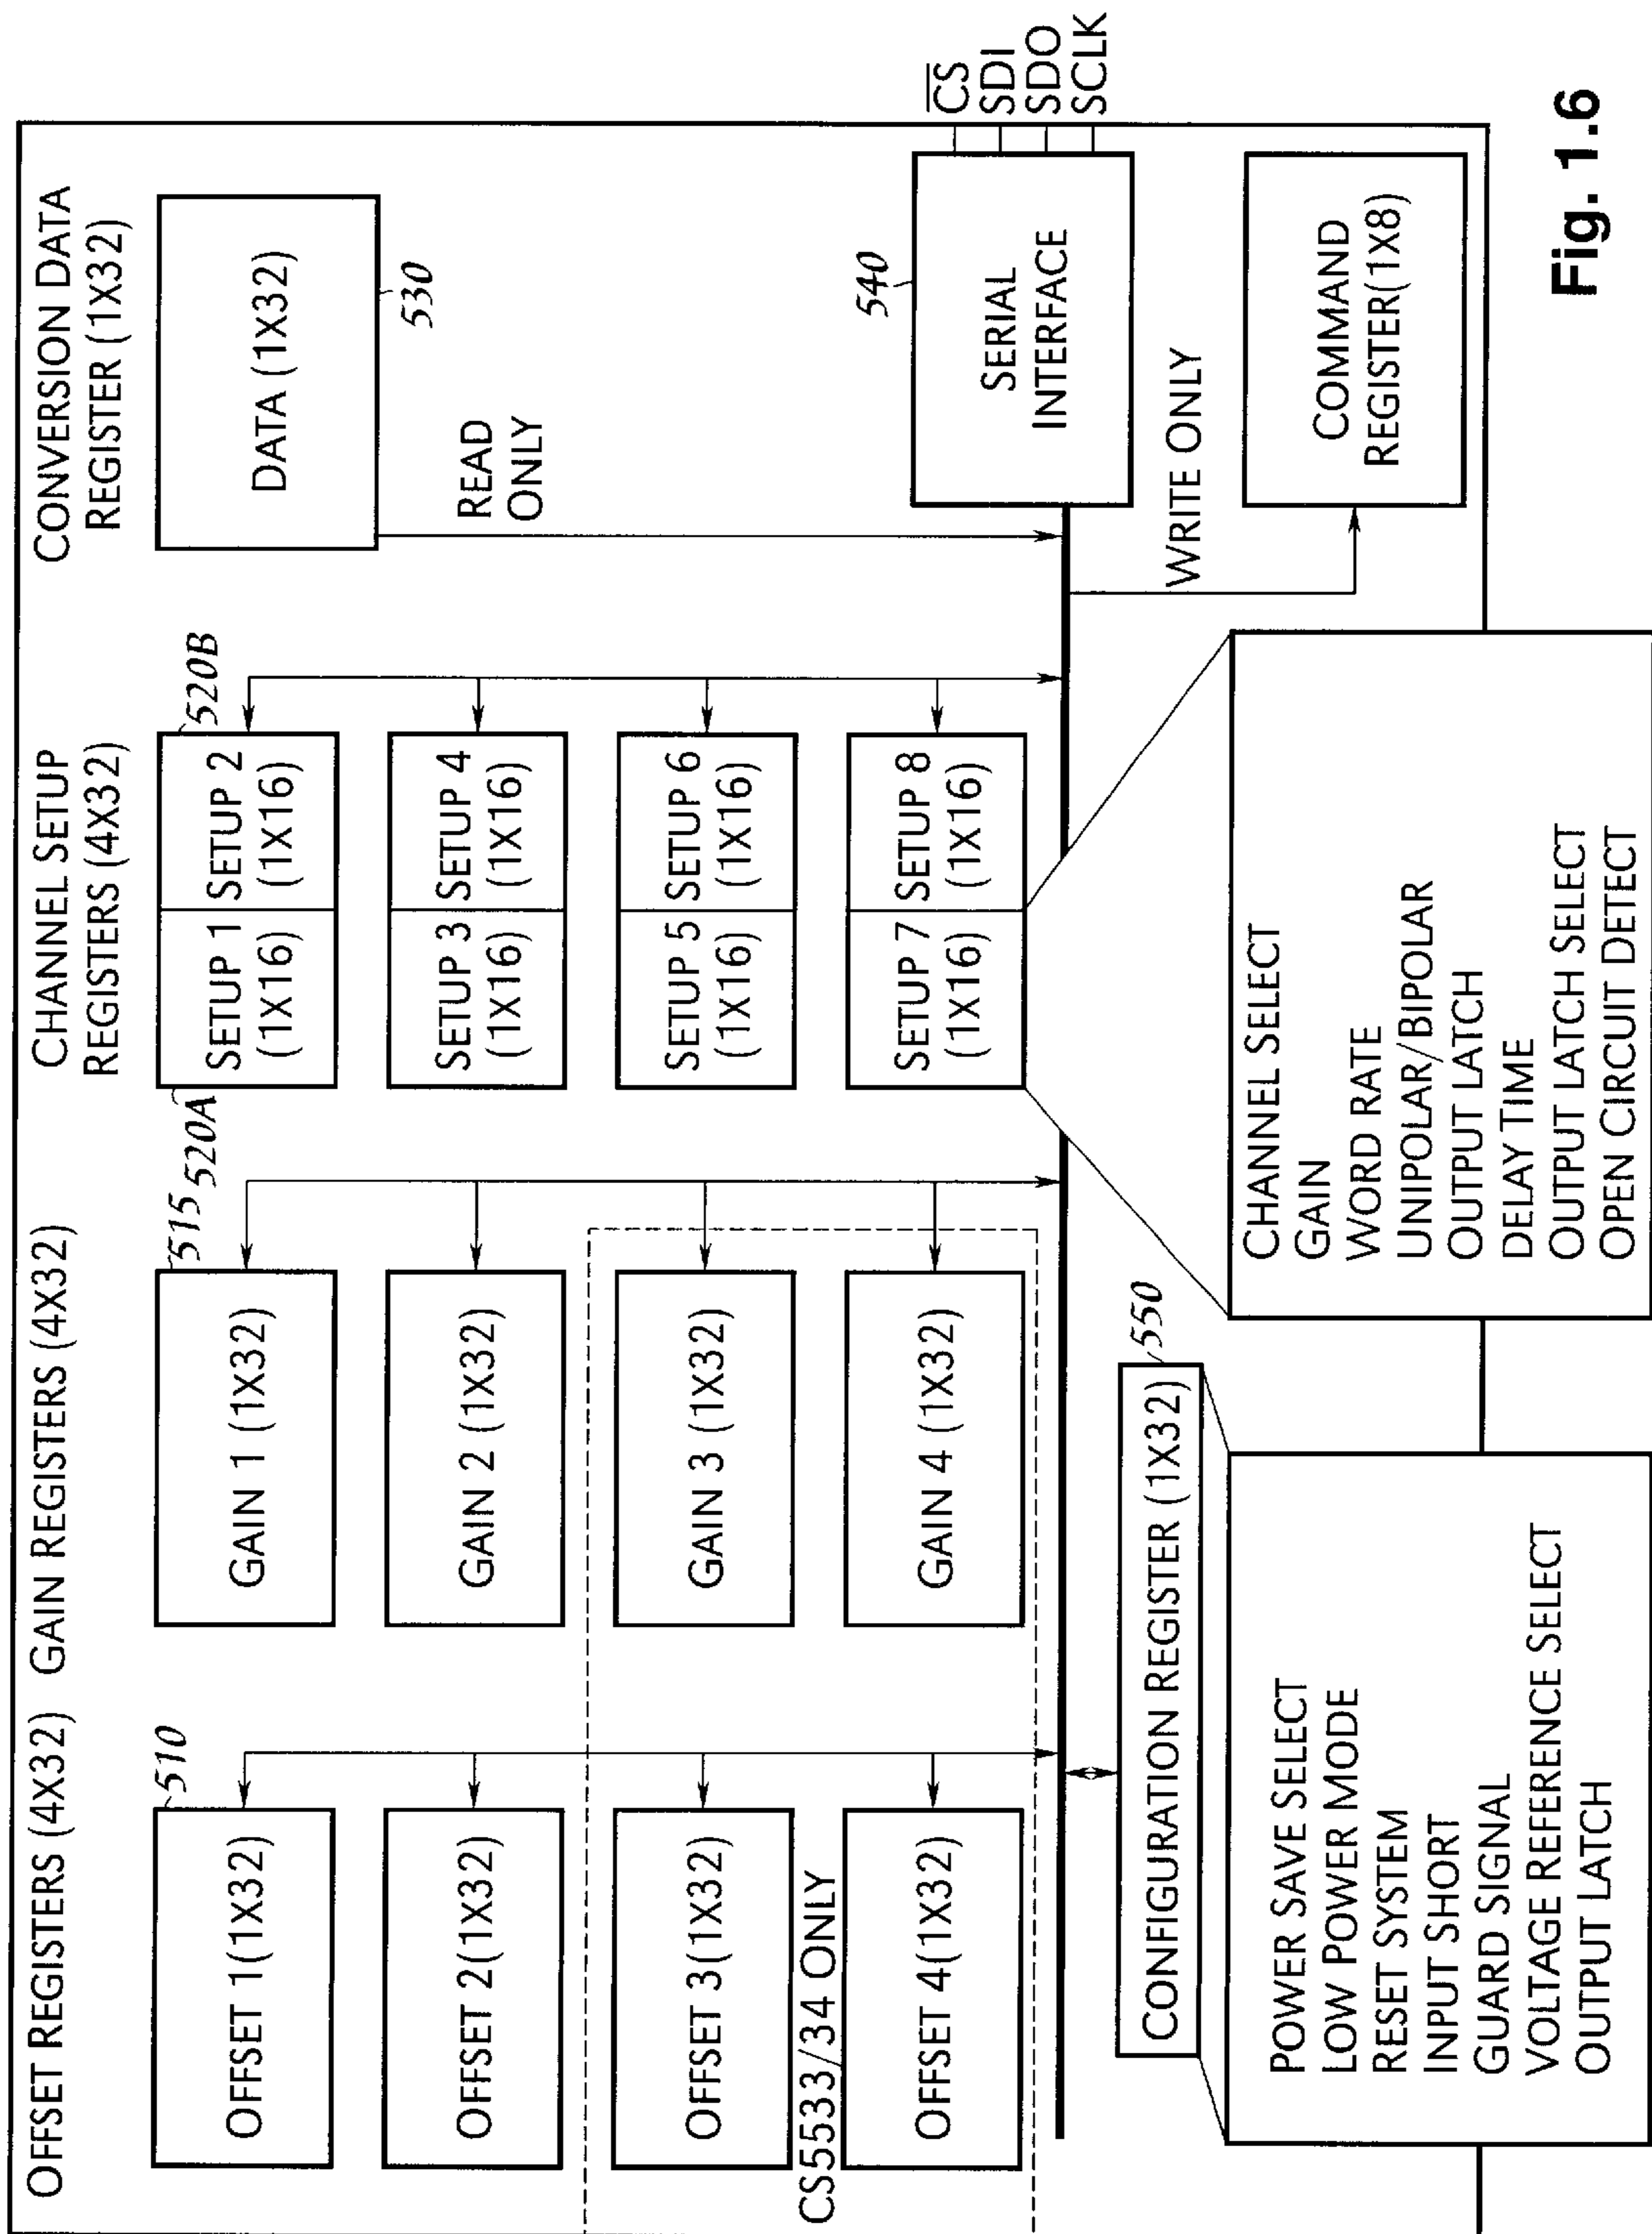 OFFSET REGISTERS (4X32)
GAIN REGISTERS (4X32)
CHANNEL SETUP
REGISTERS (4X32)
CONVERSION DATA
REGISTER (1X32)
510
OFFSET 1(1X32)
OFFSET 2(1X32)
OFFSET 3(1X32)
CS5533/34 ONLY
OFFSET 4(1X32)
515
GAIN 1 (1X32)
GAIN 2 (1X32)
GAIN 3 (1X32)
GAIN 4 (1X32)
520A
520B
SETUP 1
(1X16)
SETUP 2
(1X16)
SETUP 3
(1X16)
SETUP 4
(1X16)
SETUP 5
(1X16)
SETUP 6
(1X16)
SETUP 7
(1X16)
SETUP 8
(1X16)
DATA (1X32)
530
READ
ONLY
540
SERIAL
INTERFACE
CS
SDI
SDO
SCLK
WRITE ONLY
COMMAND
REGISTER(1X8)
CONFIGURATION REGISTER (1X32)
550
POWER SAVE SELECT
LOW POWER MODE
RESET SYSTEM
INPUT SHORT
GUARD SIGNAL
VOLTAGE REFERENCE SELECT
OUTPUT LATCH
CHANNEL SELECT
GAIN
WORD RATE
UNIPOLAR/BIPOLAR
OUTPUT LATCH
DELAY TIME
OUTPUT LATCH SELECT
OPEN CIRCUIT DETECT
Fig. 1.6